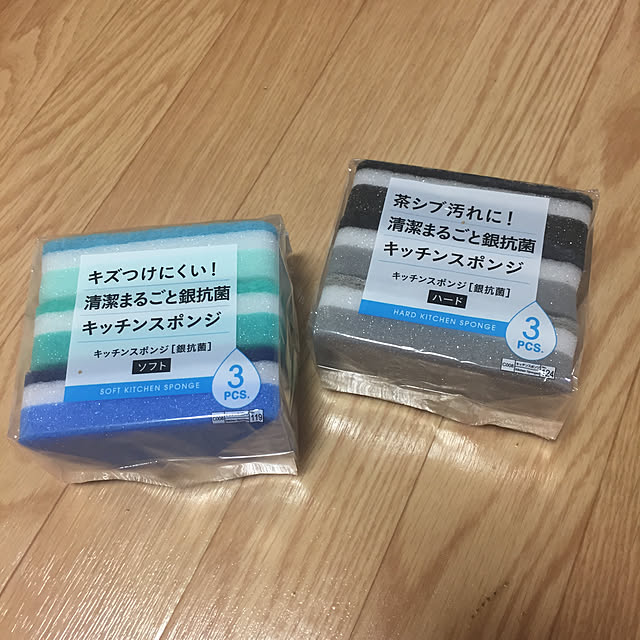 キズつけにくい!
清潔まるごと銀抗菌
キッチンスポンジ
キッチンスポンジ[銀抗菌]
ソフト
SOFT KITCHEN SPONGE
3
PCS.
119
茶シブ汚れに!
清潔まるごと銀抗菌
キッチンスポンジ
キッチンスポンジ[銀抗菌]
ハード
HARD KITCHEN SPONGE
3
PCS.